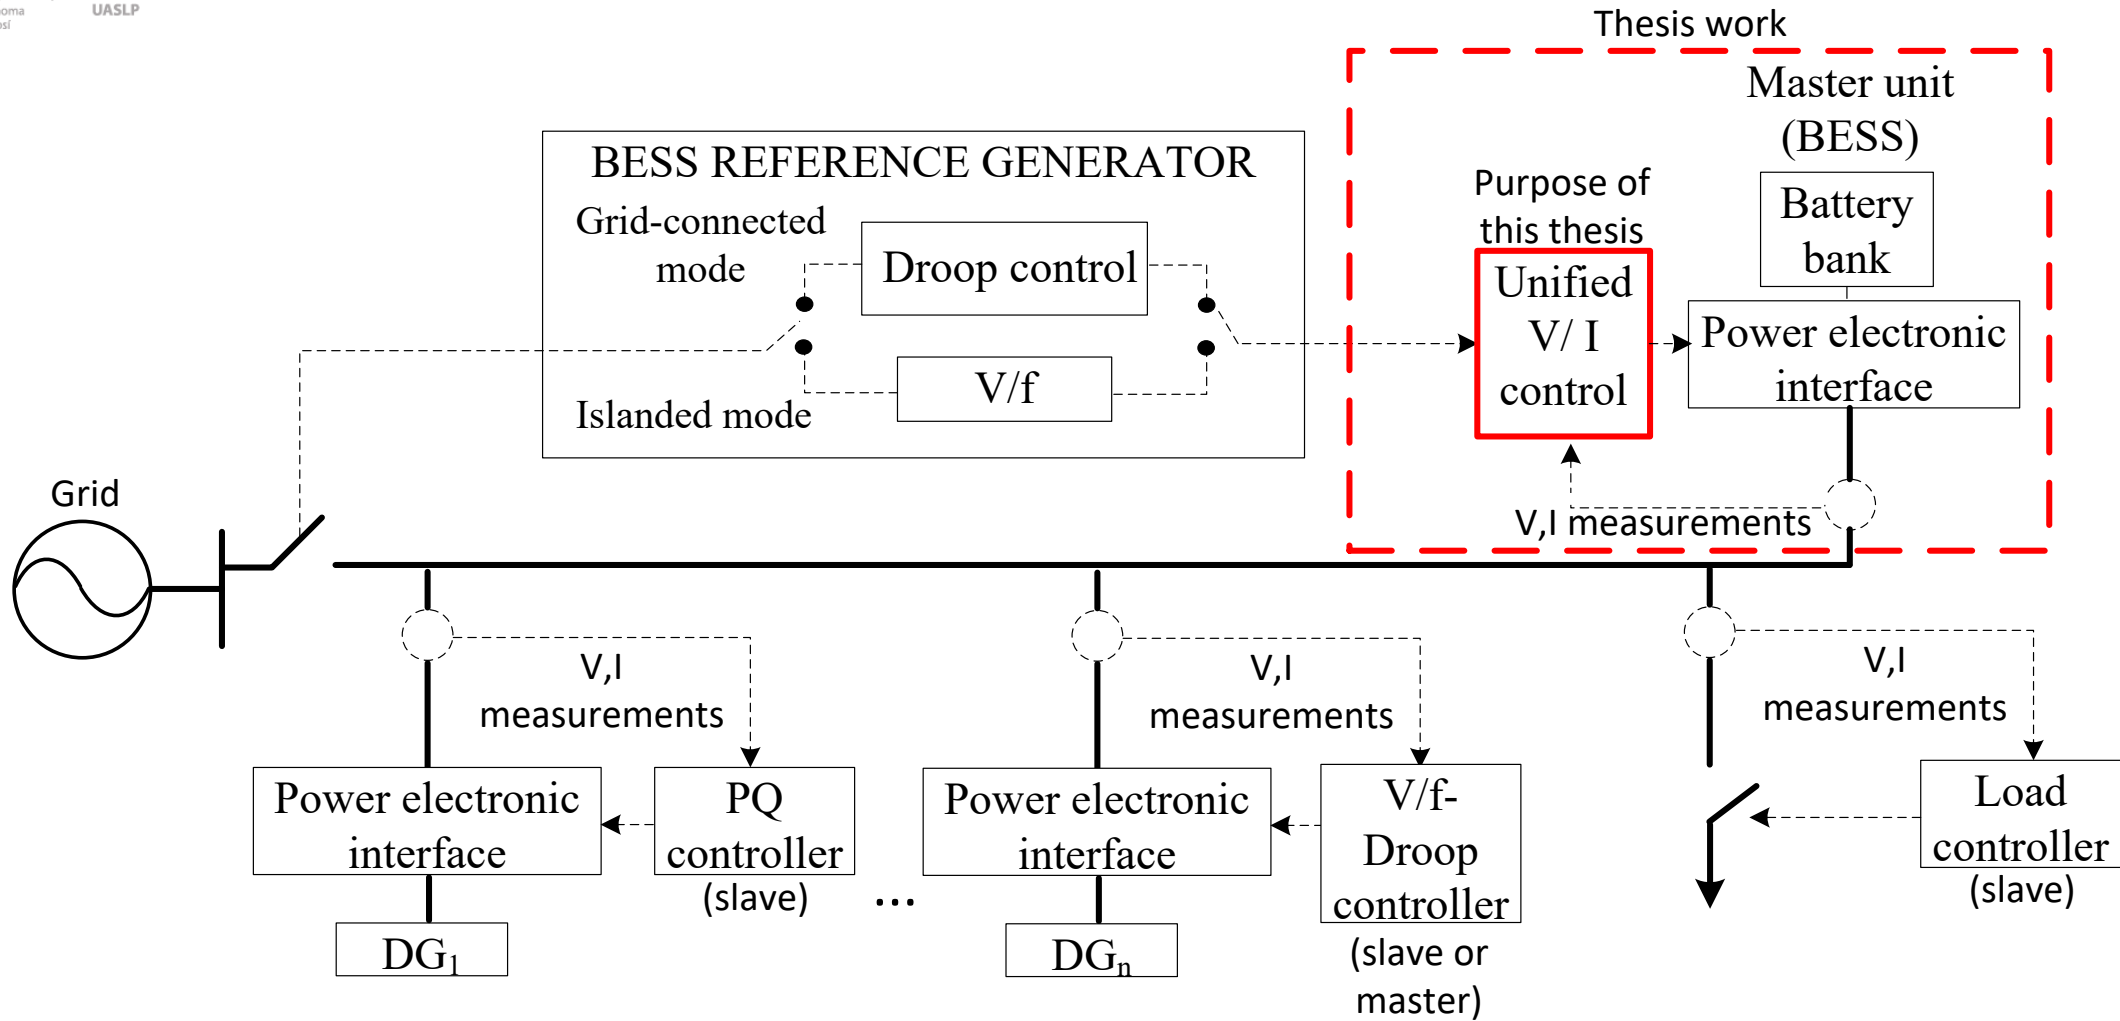 UASLP
Thesis work
Master unit
(BESS)
BESS REFERENCE GENERATOR
Grid-connected
mode
Droop control
V/f
Islanded mode
Purpose of
this thesis
Unified
V/ I
control
Battery
bank
Power electronic
interface
V,I measurements
Grid
V,I
measurements
Power electronic
interface
PQ
controller
(slave)
DG1
...
V,I
measurements
Power electronic
interface
V/f-
Droop
controller
(slave or
master)
DGn
V,I
measurements
Load
controller
(slave)